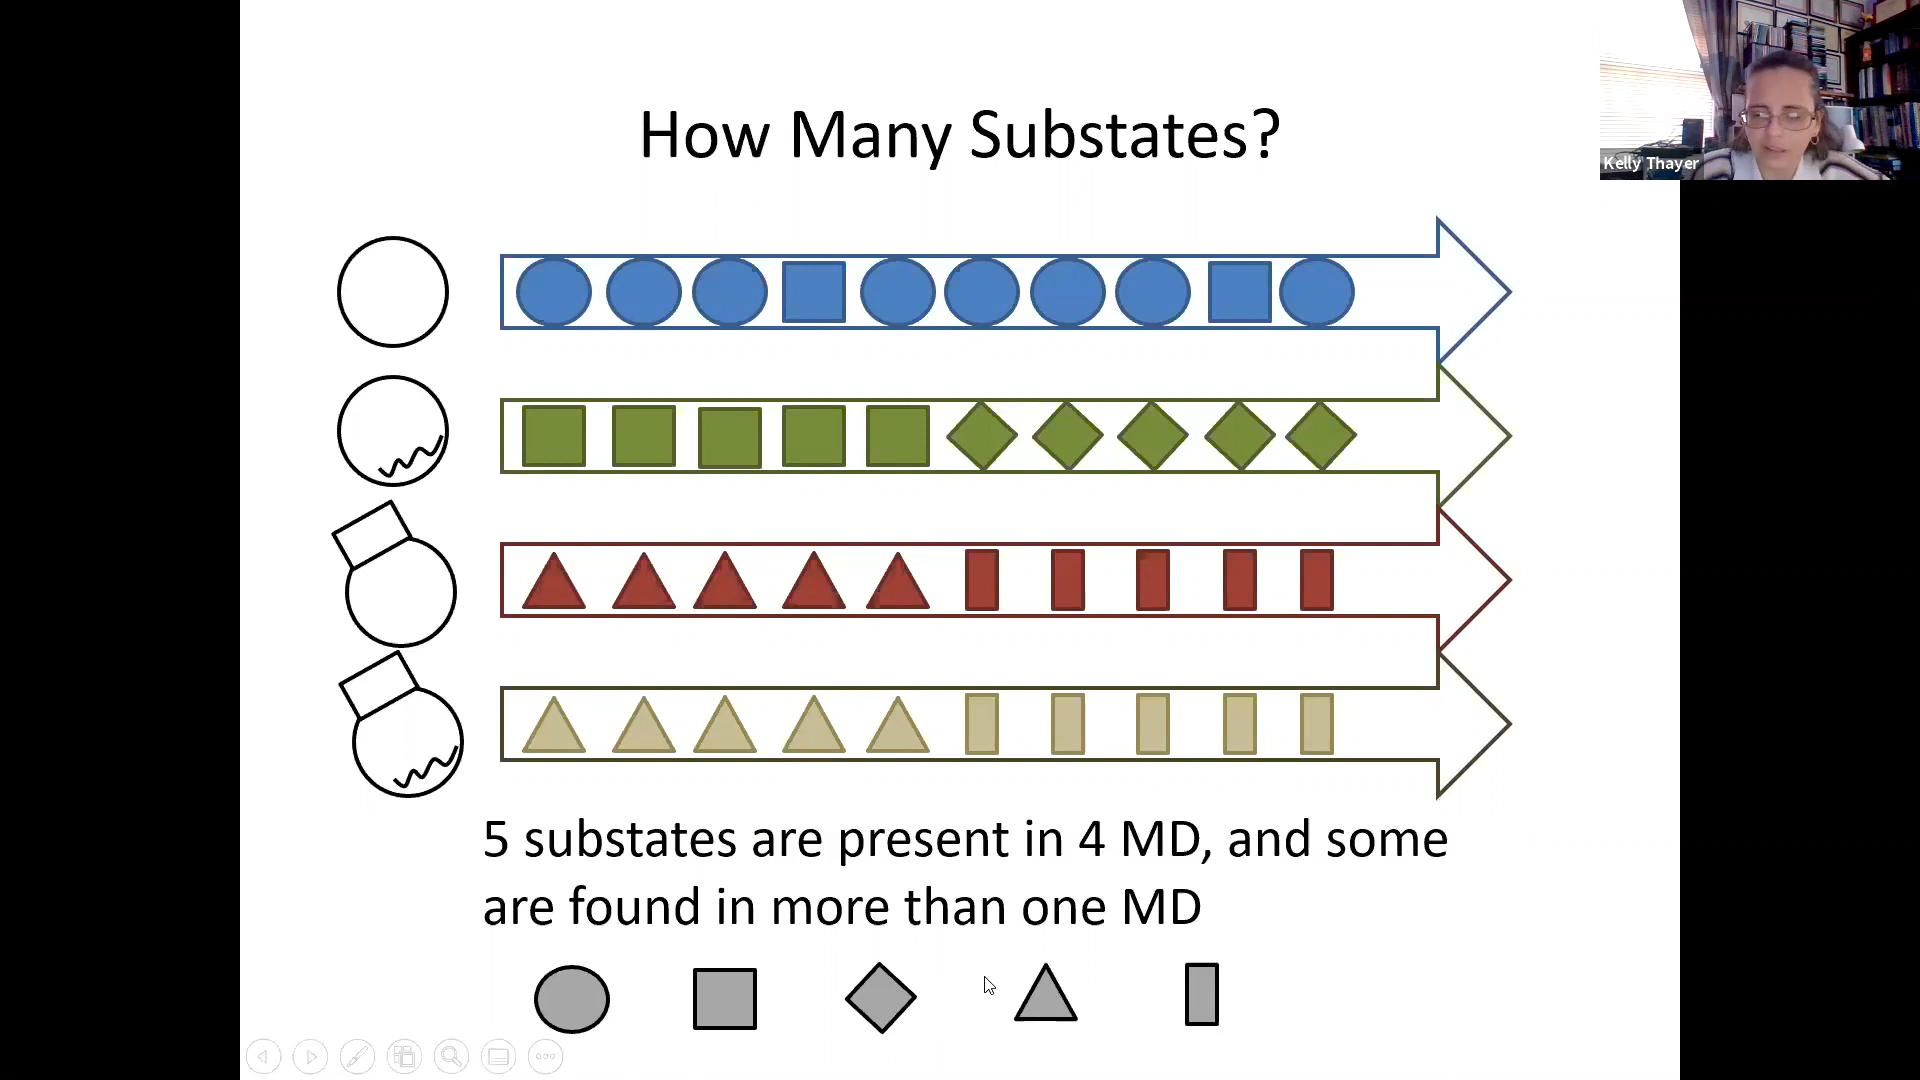 How Many Substates?
Kelly Thayer
5 substates are present in 4 MD, and some
are found in more than one MD